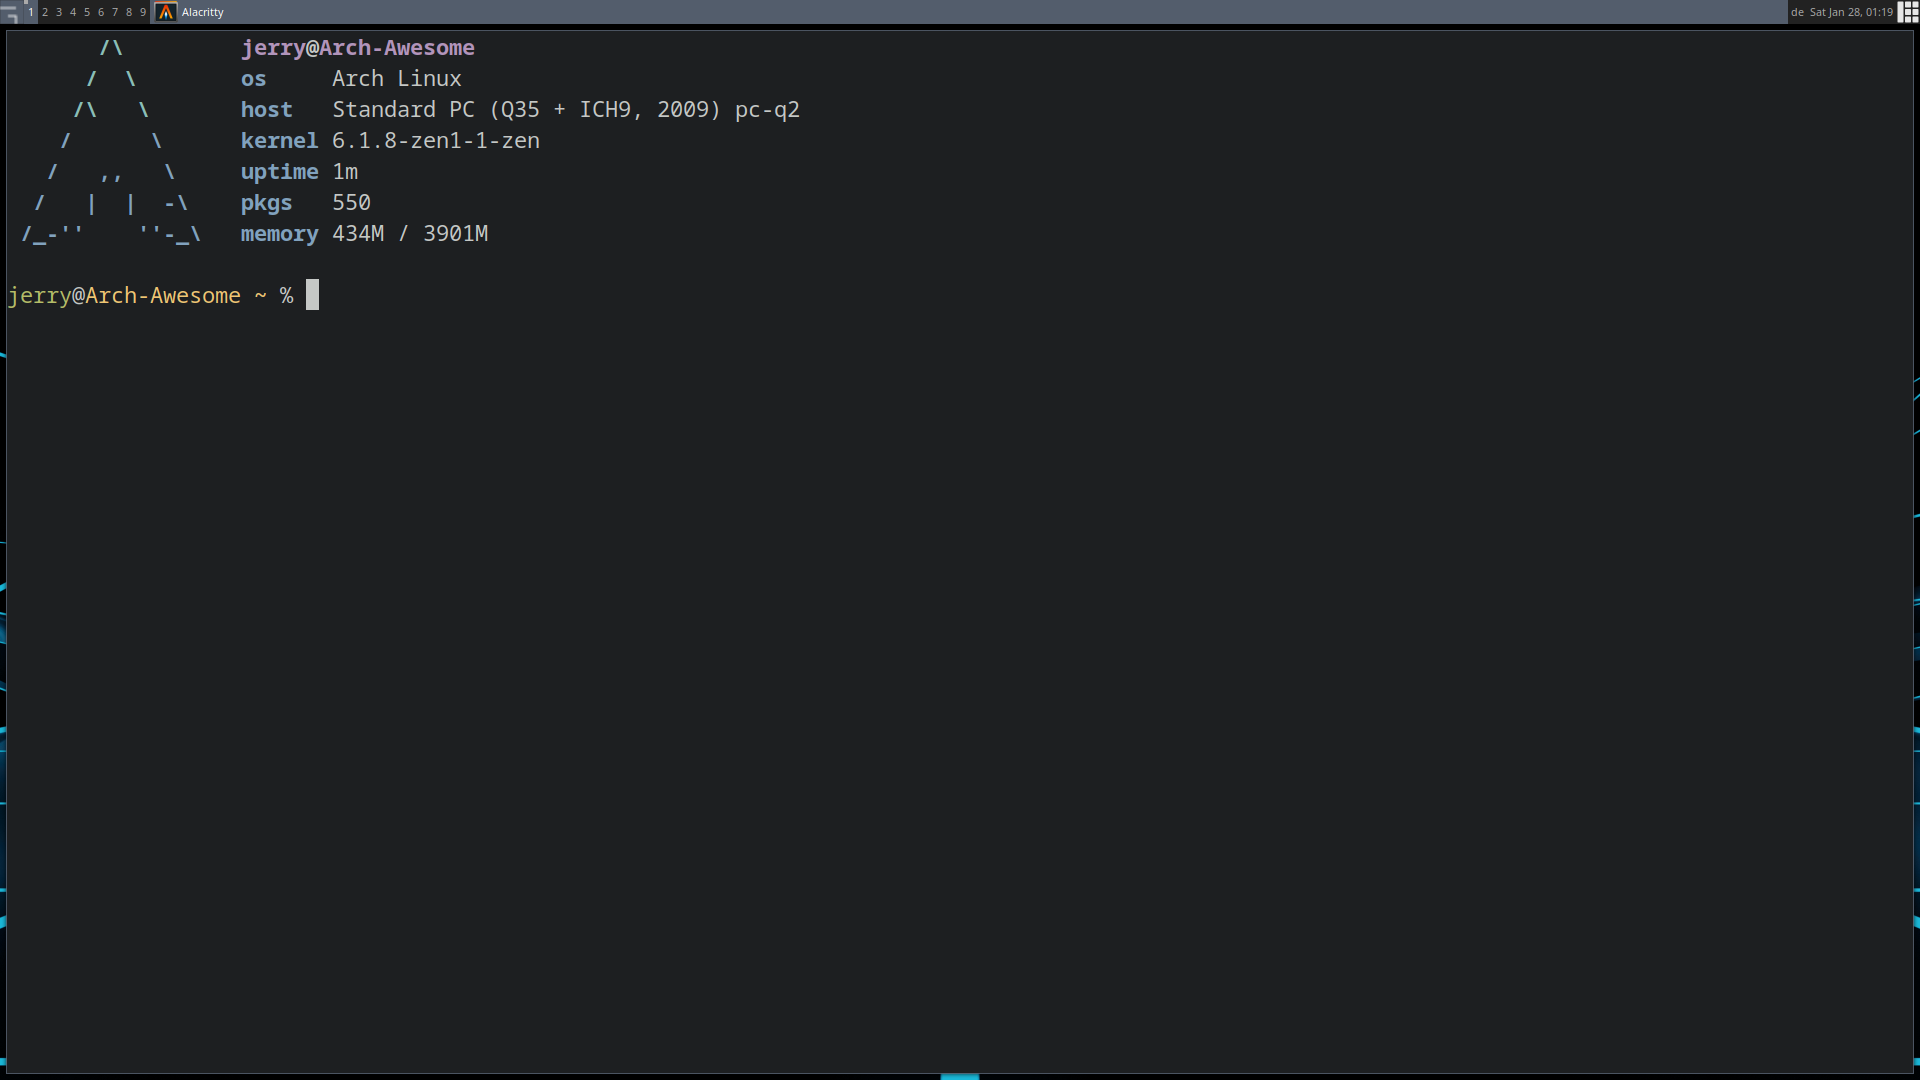 1 2 3 4 5 6 7 8 9 Alacritty de Sat Jan 28, 01:19
/\ jerry@Arch-Awesome
/ \ os Arch Linux
/\ \ host Standard PC (Q35 + ICH9, 2009) pc-q2
/ \ kernel 6.1.8-zen1-1-zen
/ ,, \ uptime 1m
/ | | -\ pkgs 550
/_-'' ''-_\ memory 434M / 3901M
jerry@Arch-Awesome ~ %